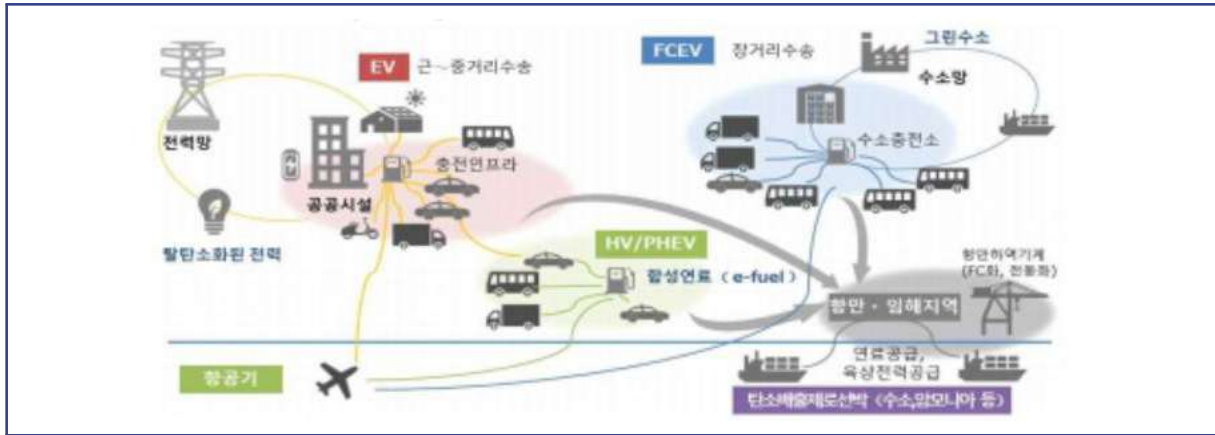 EV
근~중거리수송
전력망
충전인프라
공공시설
탈탄소화된 전력
FCEV
장거리수송
그린수소
수소망
수소충전소
HV/PHEV
합성연료 (e-fuel)
항만하역기계
(FC화, 전동화)
항만·임해지역
항공기
연료공급,
육상전력공급
탄소배출제로선박 (수소,암모니아 등)